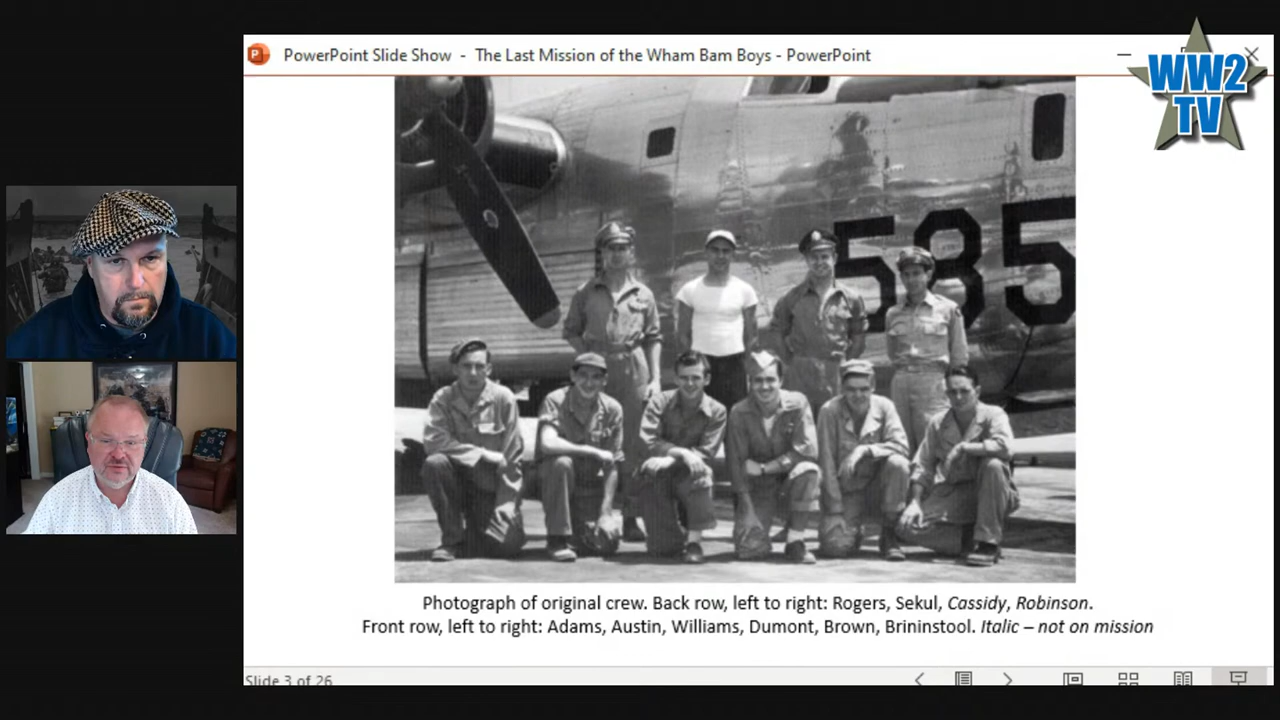 PowerPoint Slide Show - The Last Mission of the Wham Bam Boys - PowerPoint
WW2
TV
585
Photograph of original crew. Back row, left to right: Rogers, Sekul, Cassidy, Robinson.
Front row, left to right: Adams, Austin, Williams, Dumont, Brown, Brininstool. Italic – not on mission
Slide 3 of 26